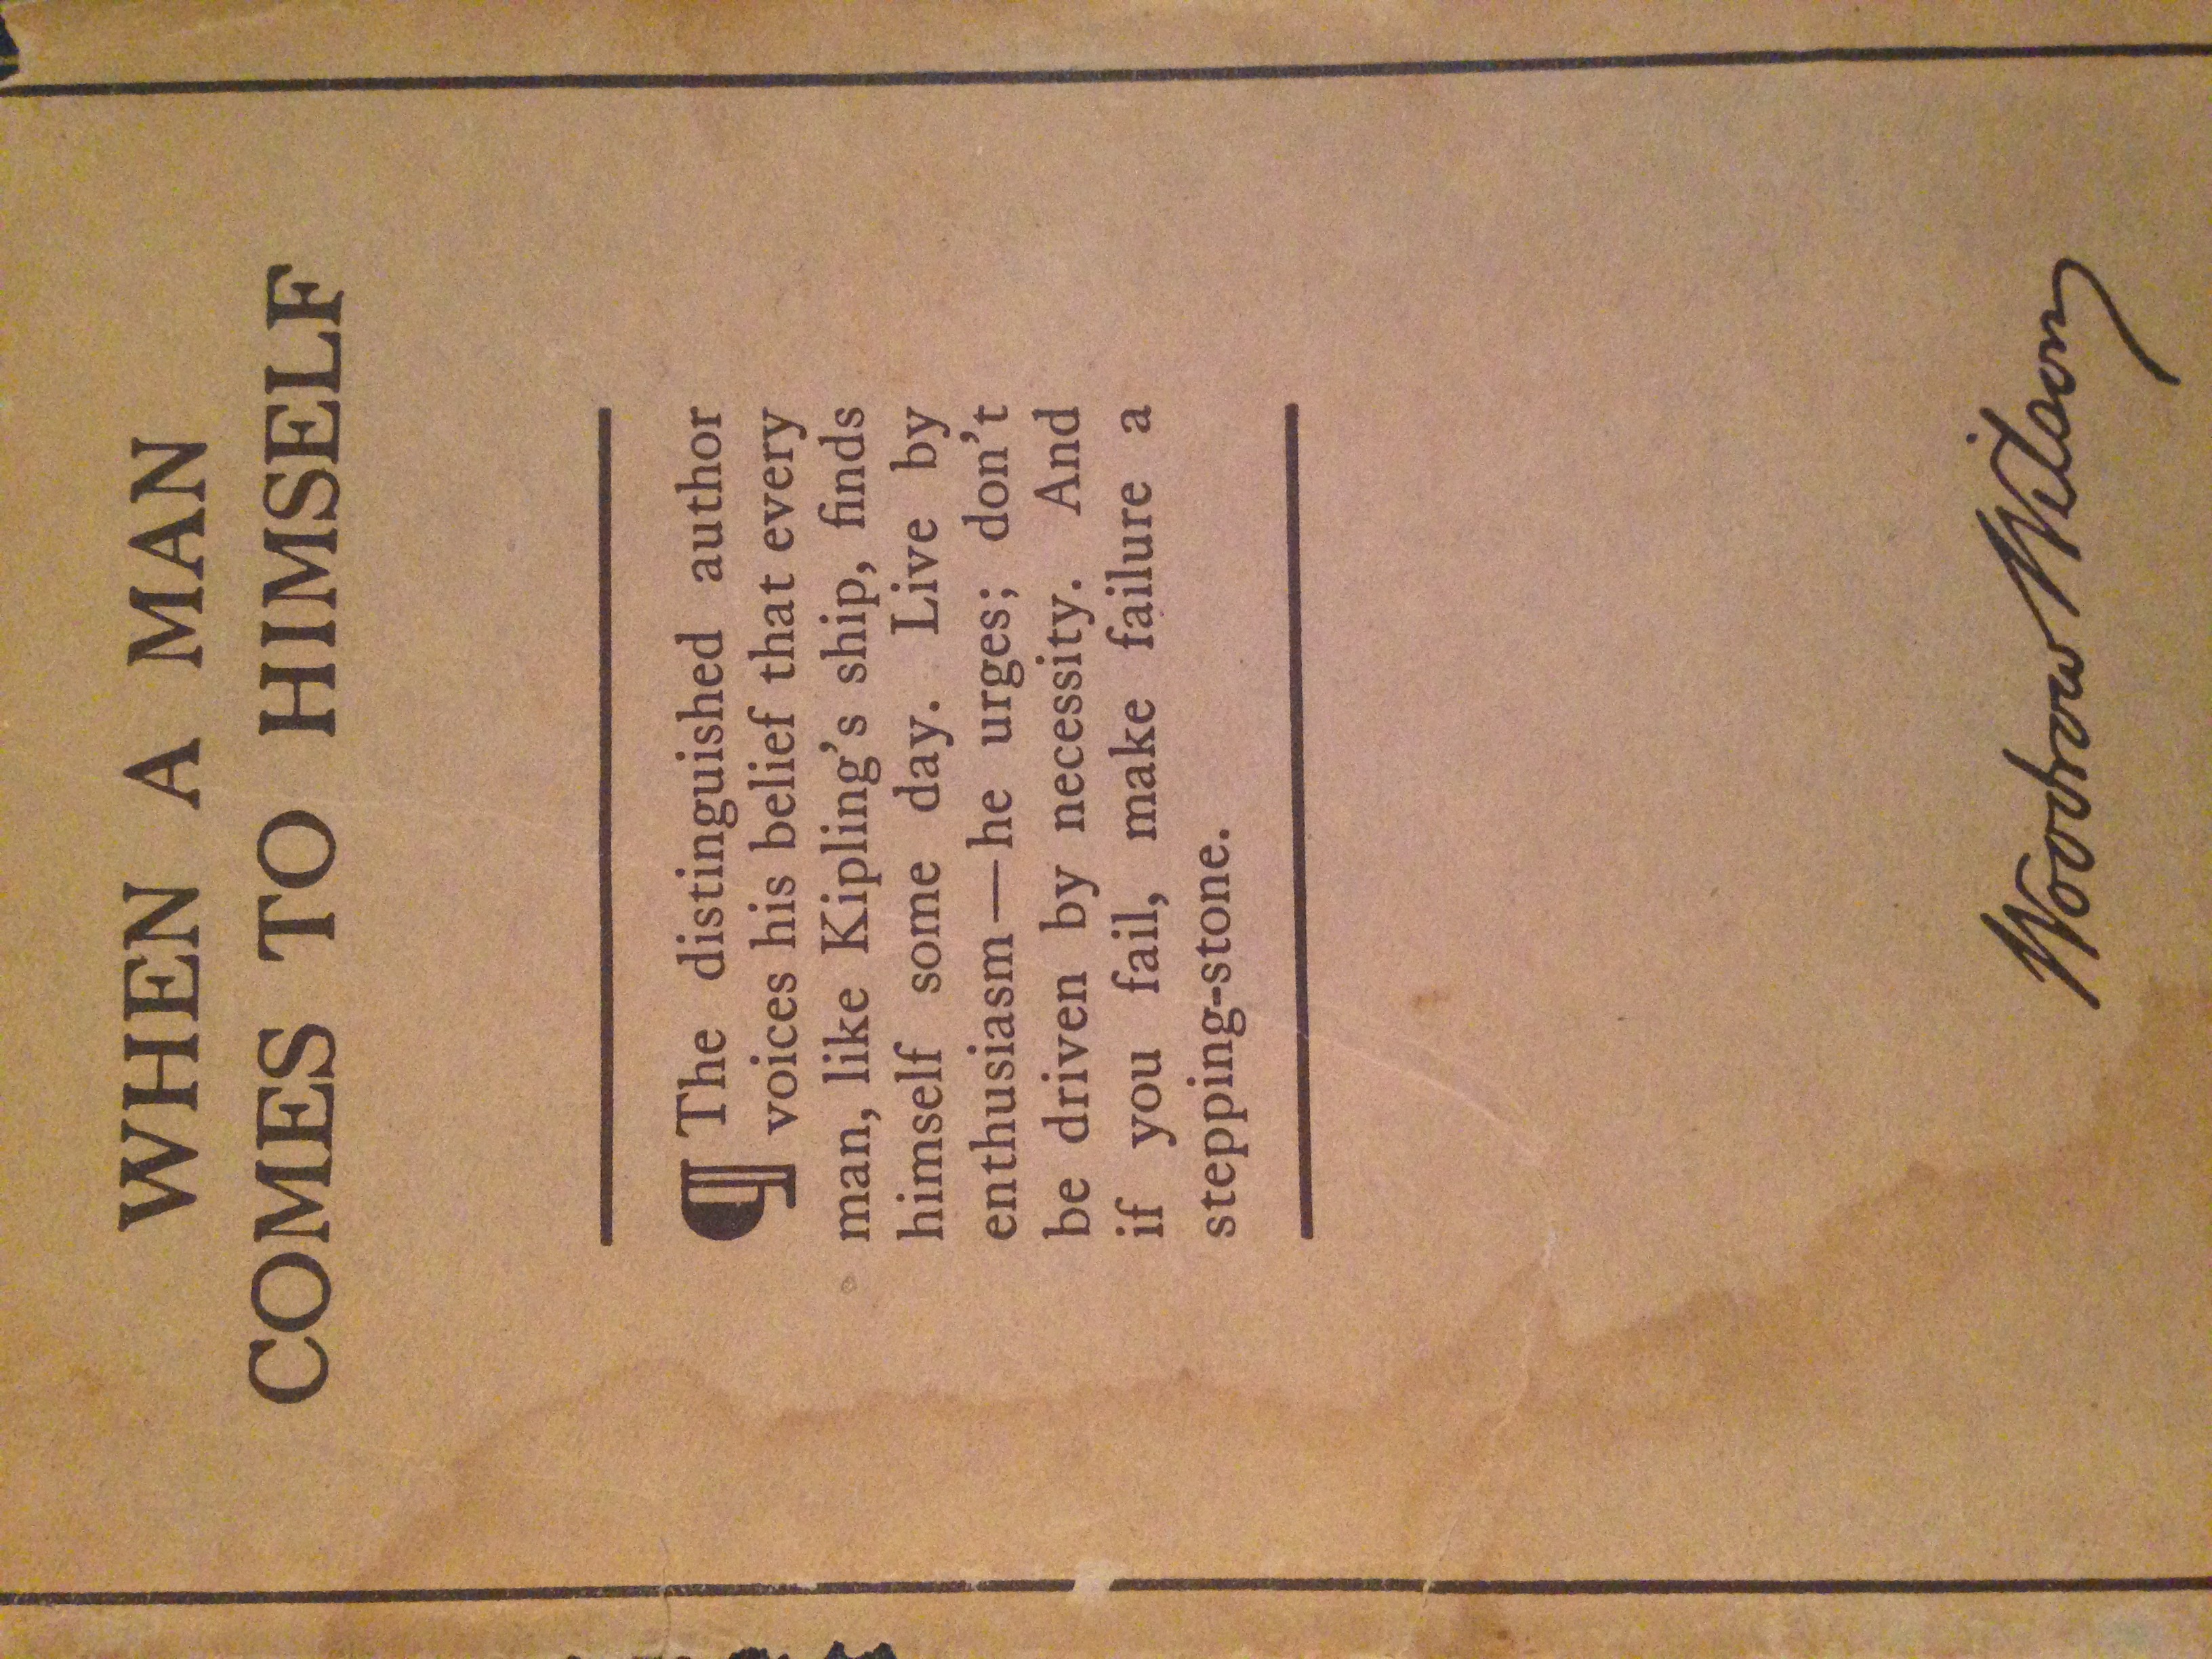 WHEN A MAN
COMES TO HIMSELF
¶ The distinguished author
voices his belief that every
man, like Kipling's ship, finds
himself some day. Live by
enthusiasm—he urges; don't
be driven by necessity. And
if you fail, make failure a
stepping-stone.
Woodrow Wilson